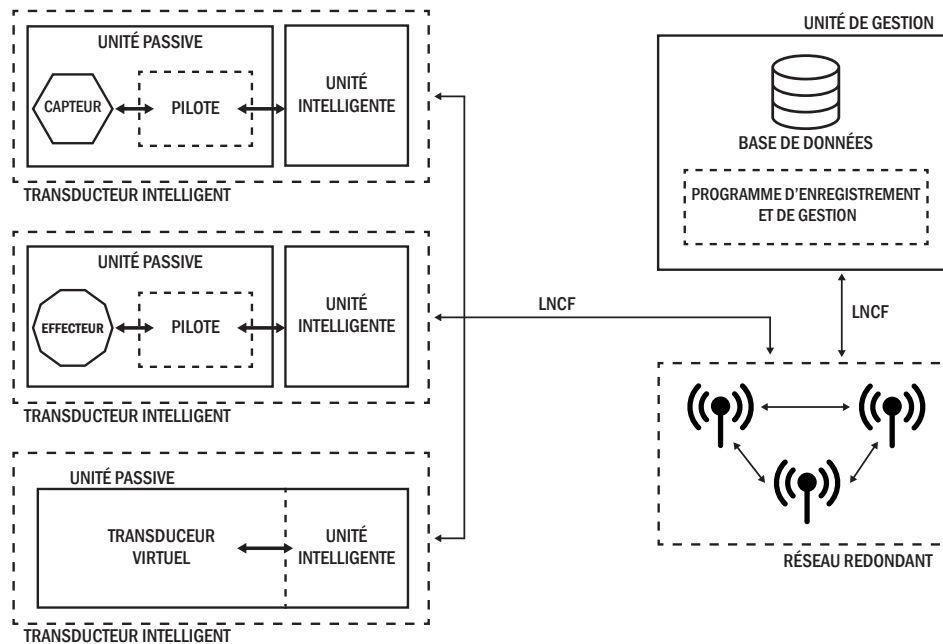 UNITÉ PASSIVE
CAPTEUR
PILOTE
UNITÉ
INTELLIGENTE
TRANSDUCTEUR INTELLIGENT
UNITÉ PASSIVE
EFFECTEUR
PILOTE
UNITÉ
INTELLIGENTE
TRANSDUCTEUR INTELLIGENT
UNITÉ PASSIVE
TRANSDUCEUR
VIRTUEL
UNITÉ
INTELLIGENTE
TRANSDUCTEUR INTELLIGENT
LNCF
UNITÉ DE GESTION
BASE DE DONNÉES
PROGRAMME D'ENREGISTREMENT
ET DE GESTION
LNCF
RÉSEAU REDONDANT